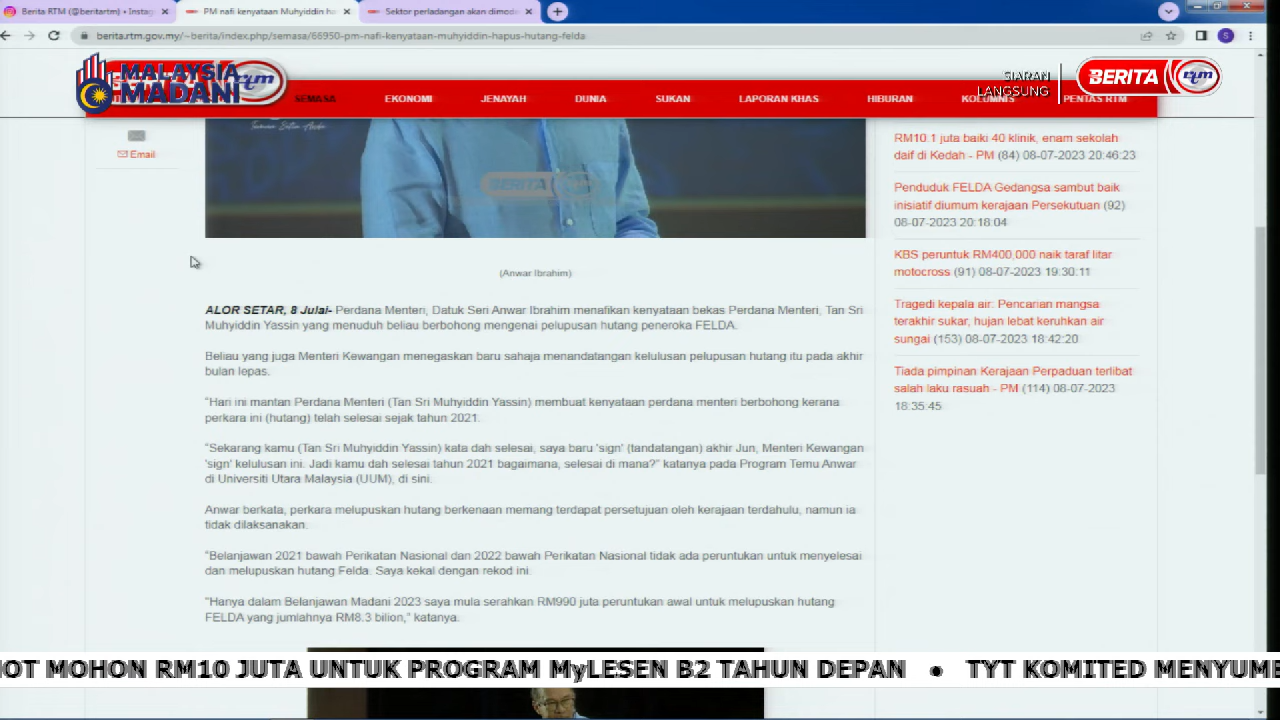 Berita RTM (@beritartm) • Instag
PM nafi kenyataan Muhyiddin ha
Sektor perladangan akan dimod
berita.rtm.gov.my/~berita/index.php/semasa/66950-pm-nafi-kenyataan-muhyiddin-hapus-hutang-felda
S
MALAYSIA
MADANI
rtm
SIARAN
LANGSUNG
BERITA rtm
SEMASA EKONOMI JENAYAH DUNIA SUKAN LAPORAN KHAS HIBURAN KOLUMNIS PENTAS RTM
Email
BERITA
(Anwar Ibrahim)
ALOR SETAR, 8 Julai- Perdana Menteri, Datuk Seri Anwar Ibrahim menafikan kenyataan bekas Perdana Menteri, Tan Sri
Muhyiddin Yassin yang menuduh beliau berbohong mengenai pelupusan hutang peneroka FELDA.
Beliau yang juga Menteri Kewangan menegaskan baru sahaja menandatangan kelulusan pelupusan hutang itu pada akhir
bulan lepas.
"Hari ini mantan Perdana Menteri (Tan Sri Muhyiddin Yassin) membuat kenyataan perdana menteri berbohong kerana
perkara ini (hutang) telah selesai sejak tahun 2021.
"Sekarang kamu (Tan Sri Muhyiddin Yassin) kata dah selesai, saya baru 'sign' (tandatangan) akhir Jun, Menteri Kewangan
'sign' kelulusan ini. Jadi kamu dah selesai tahun 2021 bagaimana, selesai di mana?" katanya pada Program Temu Anwar
di Universiti Utara Malaysia (UUM), di sini.
Anwar berkata, perkara melupuskan hutang berkenaan memang terdapat persetujuan oleh kerajaan terdahulu, namun ia
tidak dilaksanakan.
"Belanjawan 2021 bawah Perikatan Nasional dan 2022 bawah Perikatan Nasional tidak ada peruntukan untuk menyelesai
dan melupuskan hutang Felda. Saya kekal dengan rekod ini.
"Hanya dalam Belanjawan Madani 2023 saya mula serahkan RM990 juta peruntukan awal untuk melupuskan hutang
FELDA yang jumlahnya RM8.3 bilion," katanya.
RM10.1 juta baiki 40 klinik, enam sekolah
daif di Kedah - PM (84) 08-07-2023 20:46:23
Penduduk FELDA Gedangsa sambut baik
inisiatif diumum kerajaan Persekutuan (92)
08-07-2023 20:18:04
KBS peruntuk RM400,000 naik taraf litar
motocross (91) 08-07-2023 19:30:11
Tragedi kepala air: Pencarian mangsa
terakhir sukar, hujan lebat keruhkan air
sungai (153) 08-07-2023 18:42:20
Tiada pimpinan Kerajaan Perpaduan terlibat
salah laku rasuah - PM (114) 08-07-2023
18:35:45
HOT MOHON RM10 JUTA UNTUK PROGRAM MyLESEN B2 TAHUN DEPAN • TYT KOMITED MENYUMB